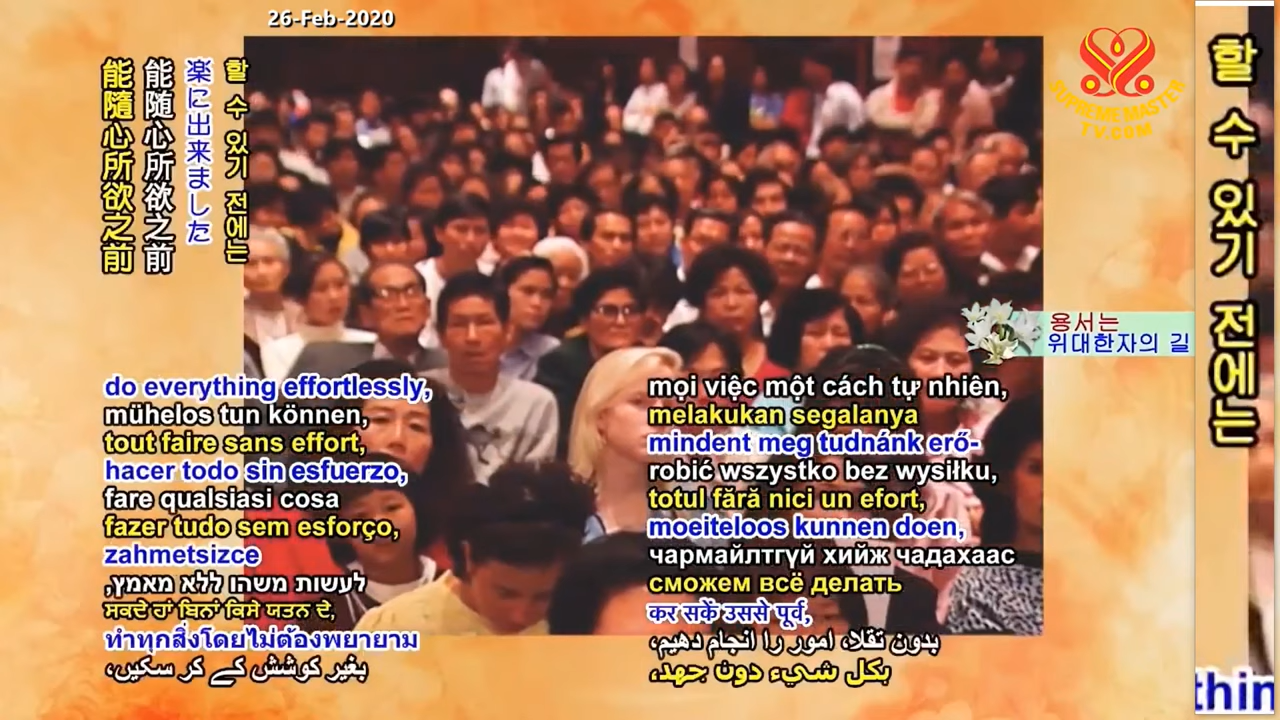 26-Feb-2020
할 수 있기 전에는
楽に出来ました
能随心所欲之前
能隨心所欲之前
SUPREME MASTER
TV.COM
용서는
위대한자의 길
do everything effortlessly,
mühelos tun können,
tout faire sans effort,
hacer todo sin esfuerzo,
fare qualsiasi cosa
fazer tudo sem esforço,
zahmetsizce
לעשות משהו ללא מאמץ,
ਸਕਦੇ ਹਾਂ ਬਿਨਾਂ ਕਿਸੇ ਯਤਨ ਦੇ,
ทำทุกสิ่งโดยไม่ต้องพยายาม
بغیر کوشش کے کر سکیں،
mọi việc một cách tự nhiên,
melakukan segalanya
mindent meg tudnánk erő-
robić wszystko bez wysiłku,
totul fără nici un efort,
moeiteloos kunnen doen,
чармайлтгүй хийж чадахаас
сможем всё делать
कर सकें उससे पूर्व,
بدون تقلا، امور را انجام دهیم،
بكل شيء دون جهد،
할 수 있기 전에는
thin